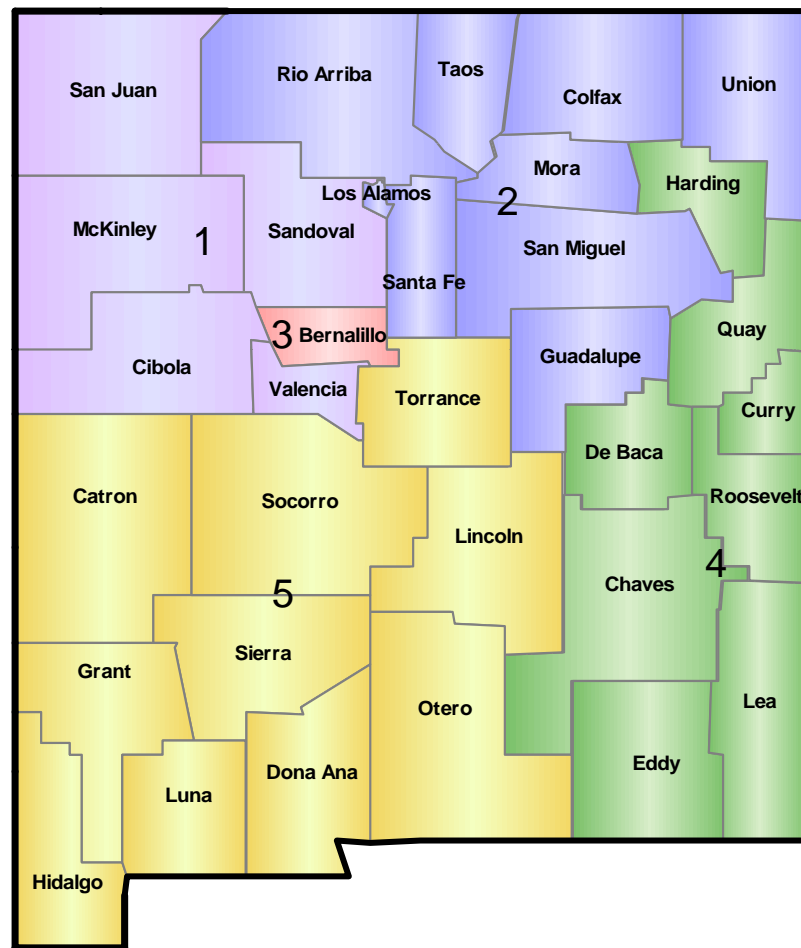 San Juan
Rio Arriba
Taos
Colfax
Union
Mora
Harding
Los Alamos
McKinley
1
Sandoval
2
San Miguel
Santa Fe
3
Bernalillo
Quay
Cibola
Valencia
Guadalupe
Torrance
Curry
De Baca
Catron
Socorro
Roosevelt
Lincoln
4
Chaves
5
Sierra
Grant
Otero
Lea
Dona Ana
Eddy
Luna
Hidalgo